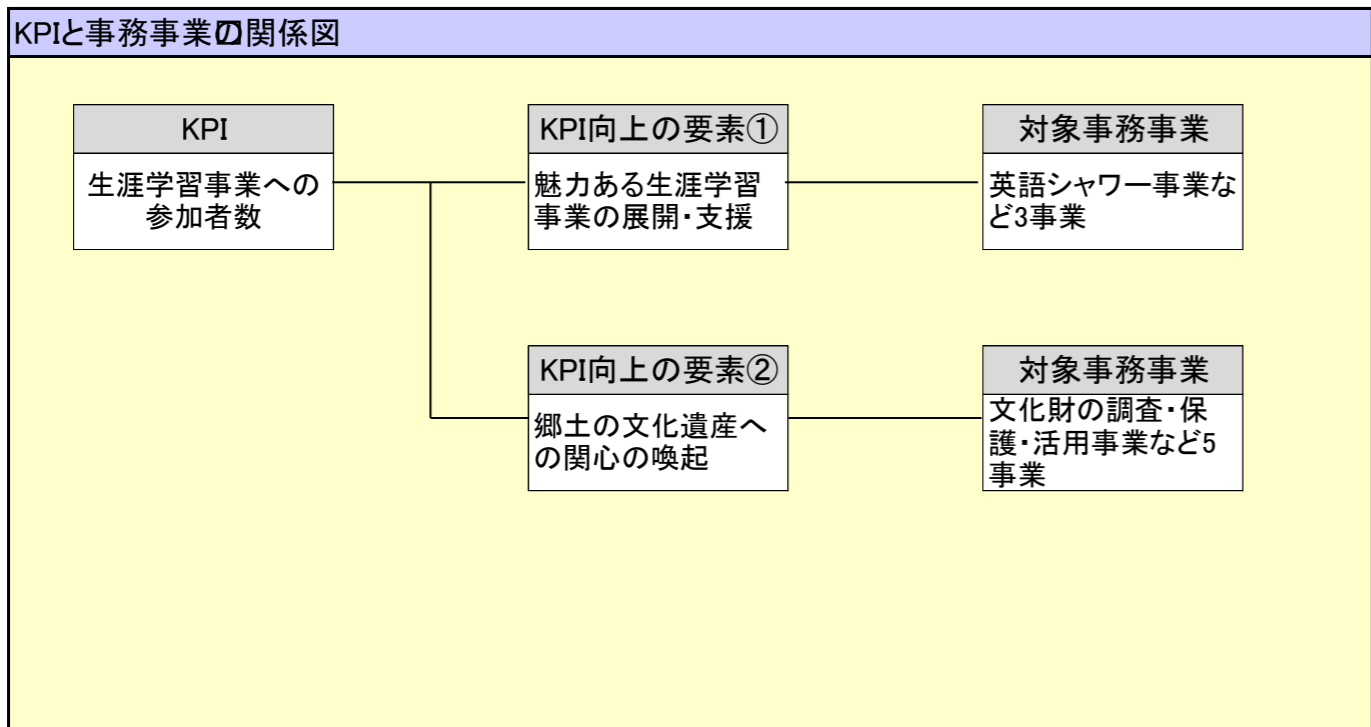 KPIと事務事業の関係図
KPI
生涯学習事業への
参加者数
KPI向上の要素①
魅力ある生涯学習
事業の展開・支援
対象事務事業
英語シャワー事業な
ど3事業
KPI向上の要素②
郷土の文化遺産へ
の関心の喚起
対象事務事業
文化財の調査・保
護・活用事業など5
事業